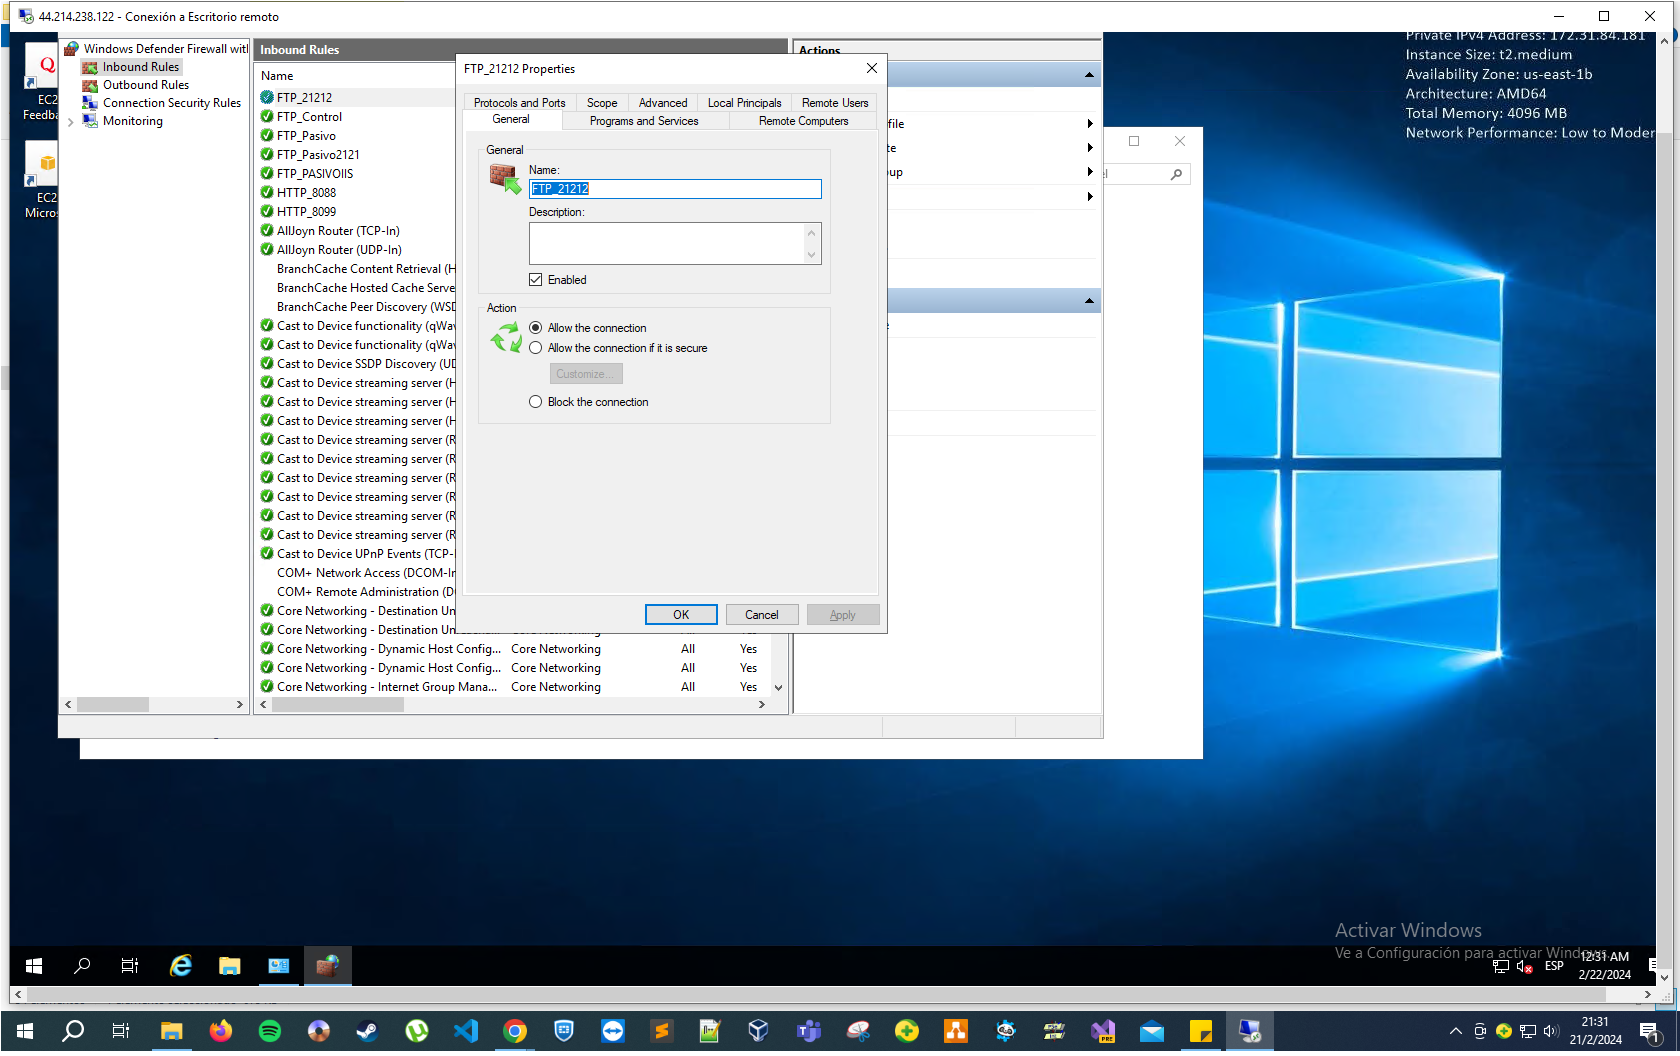 44.214.238.122 - Conexión a Escritorio remoto
Private IPv4 Address: 172.31.84.181
Instance Size: t2.medium
Availability Zone: us-east-1b
Architecture: AMD64
Total Memory: 4096 MB
Network Performance: Low to Moder
EC2
Feedba
EC2
Micros
Windows Defender Firewall with
Inbound Rules
Outbound Rules
Connection Security Rules
Monitoring
Inbound Rules
Name
FTP_21212
FTP_Control
FTP_Pasivo
FTP_Pasivo2121
FTP_PASIVOIIS
HTTP_8088
HTTP_8099
AllJoyn Router (TCP-In)
AllJoyn Router (UDP-In)
BranchCache Content Retrieval (H
BranchCache Hosted Cache Serve
BranchCache Peer Discovery (WSD
Cast to Device functionality (qWav
Cast to Device functionality (qWav
Cast to Device SSDP Discovery (UD
Cast to Device streaming server (H
Cast to Device streaming server (H
Cast to Device streaming server (H
Cast to Device streaming server (R
Cast to Device streaming server (R
Cast to Device streaming server (R
Cast to Device streaming server (R
Cast to Device streaming server (R
Cast to Device streaming server (R
Cast to Device UPnP Events (TCP-I
COM+ Network Access (DCOM-In
COM+ Remote Administration (D
Core Networking - Destination Un
Core Networking - Destination Un
Core Networking - Dynamic Host Config... Core Networking All Yes
Core Networking - Dynamic Host Config... Core Networking All Yes
Core Networking - Internet Group Mana... Core Networking All Yes
Actions
file
te
oup
FTP_21212 Properties
Protocols and Ports Scope Advanced Local Principals Remote Users
General Programs and Services Remote Computers
General
Name:
FTP_21212
Description:
Enabled
Action
Allow the connection
Allow the connection if it is secure
Customize...
Block the connection
OK Cancel Apply
Activar Windows
Ve a Configuración para activar Windows.
ESP
12:31 AM
2/22/2024
21:31
21/2/2024
1